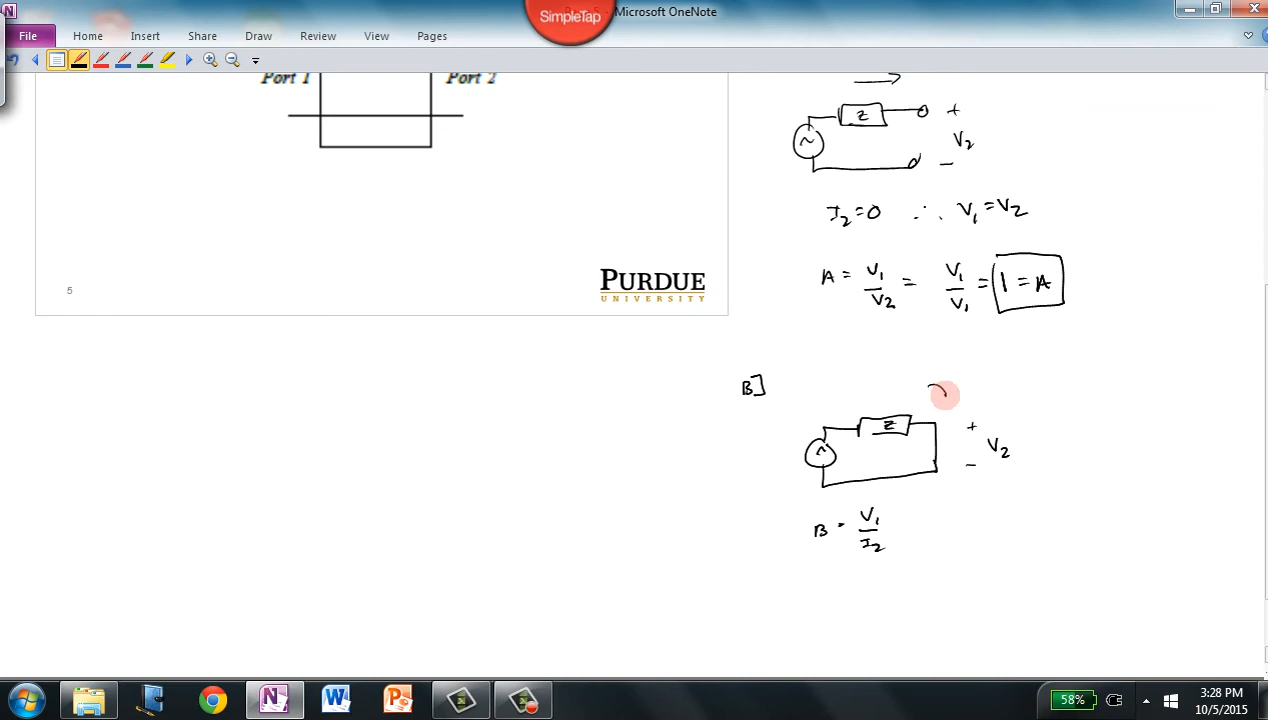 SimpleTap
- Microsoft OneNote
File Home Insert Share Draw Review View Pages
Port 1 Port 2
Z
+
V2
−
I2 = 0 ∴ V1 = V2
A = V1/V2 = V1/V1 = 1 = A
PURDUE
UNIVERSITY
5
B]
Z
+
V2
−
B = V1/I2
58%
3:28 PM
10/5/2015